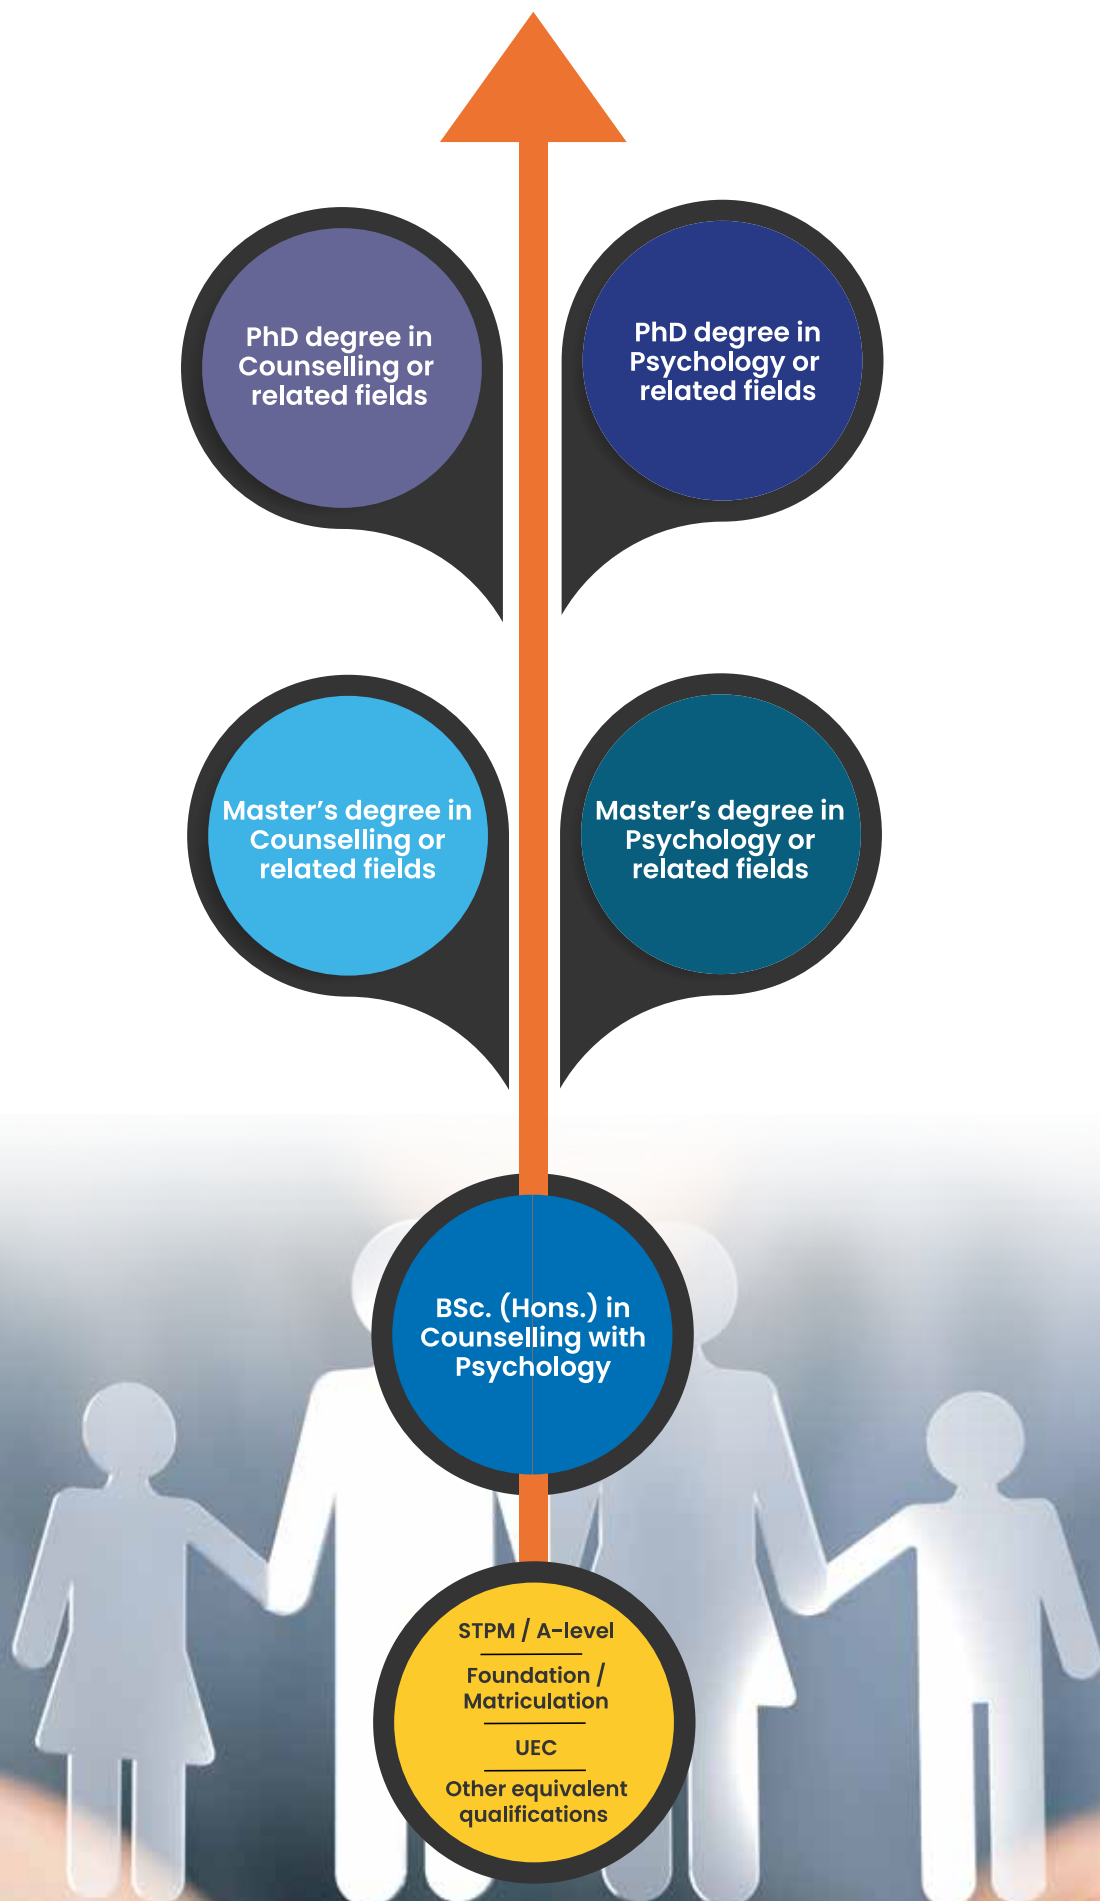 PhD degree in
Counselling or
related fields
PhD degree in
Psychology or
related fields
Master's degree in
Counselling or
related fields
Master's degree in
Psychology or
related fields
BSc. (Hons.) in
Counselling with
Psychology
STPM / A-level
Foundation /
Matriculation
UEC
Other equivalent
qualifications